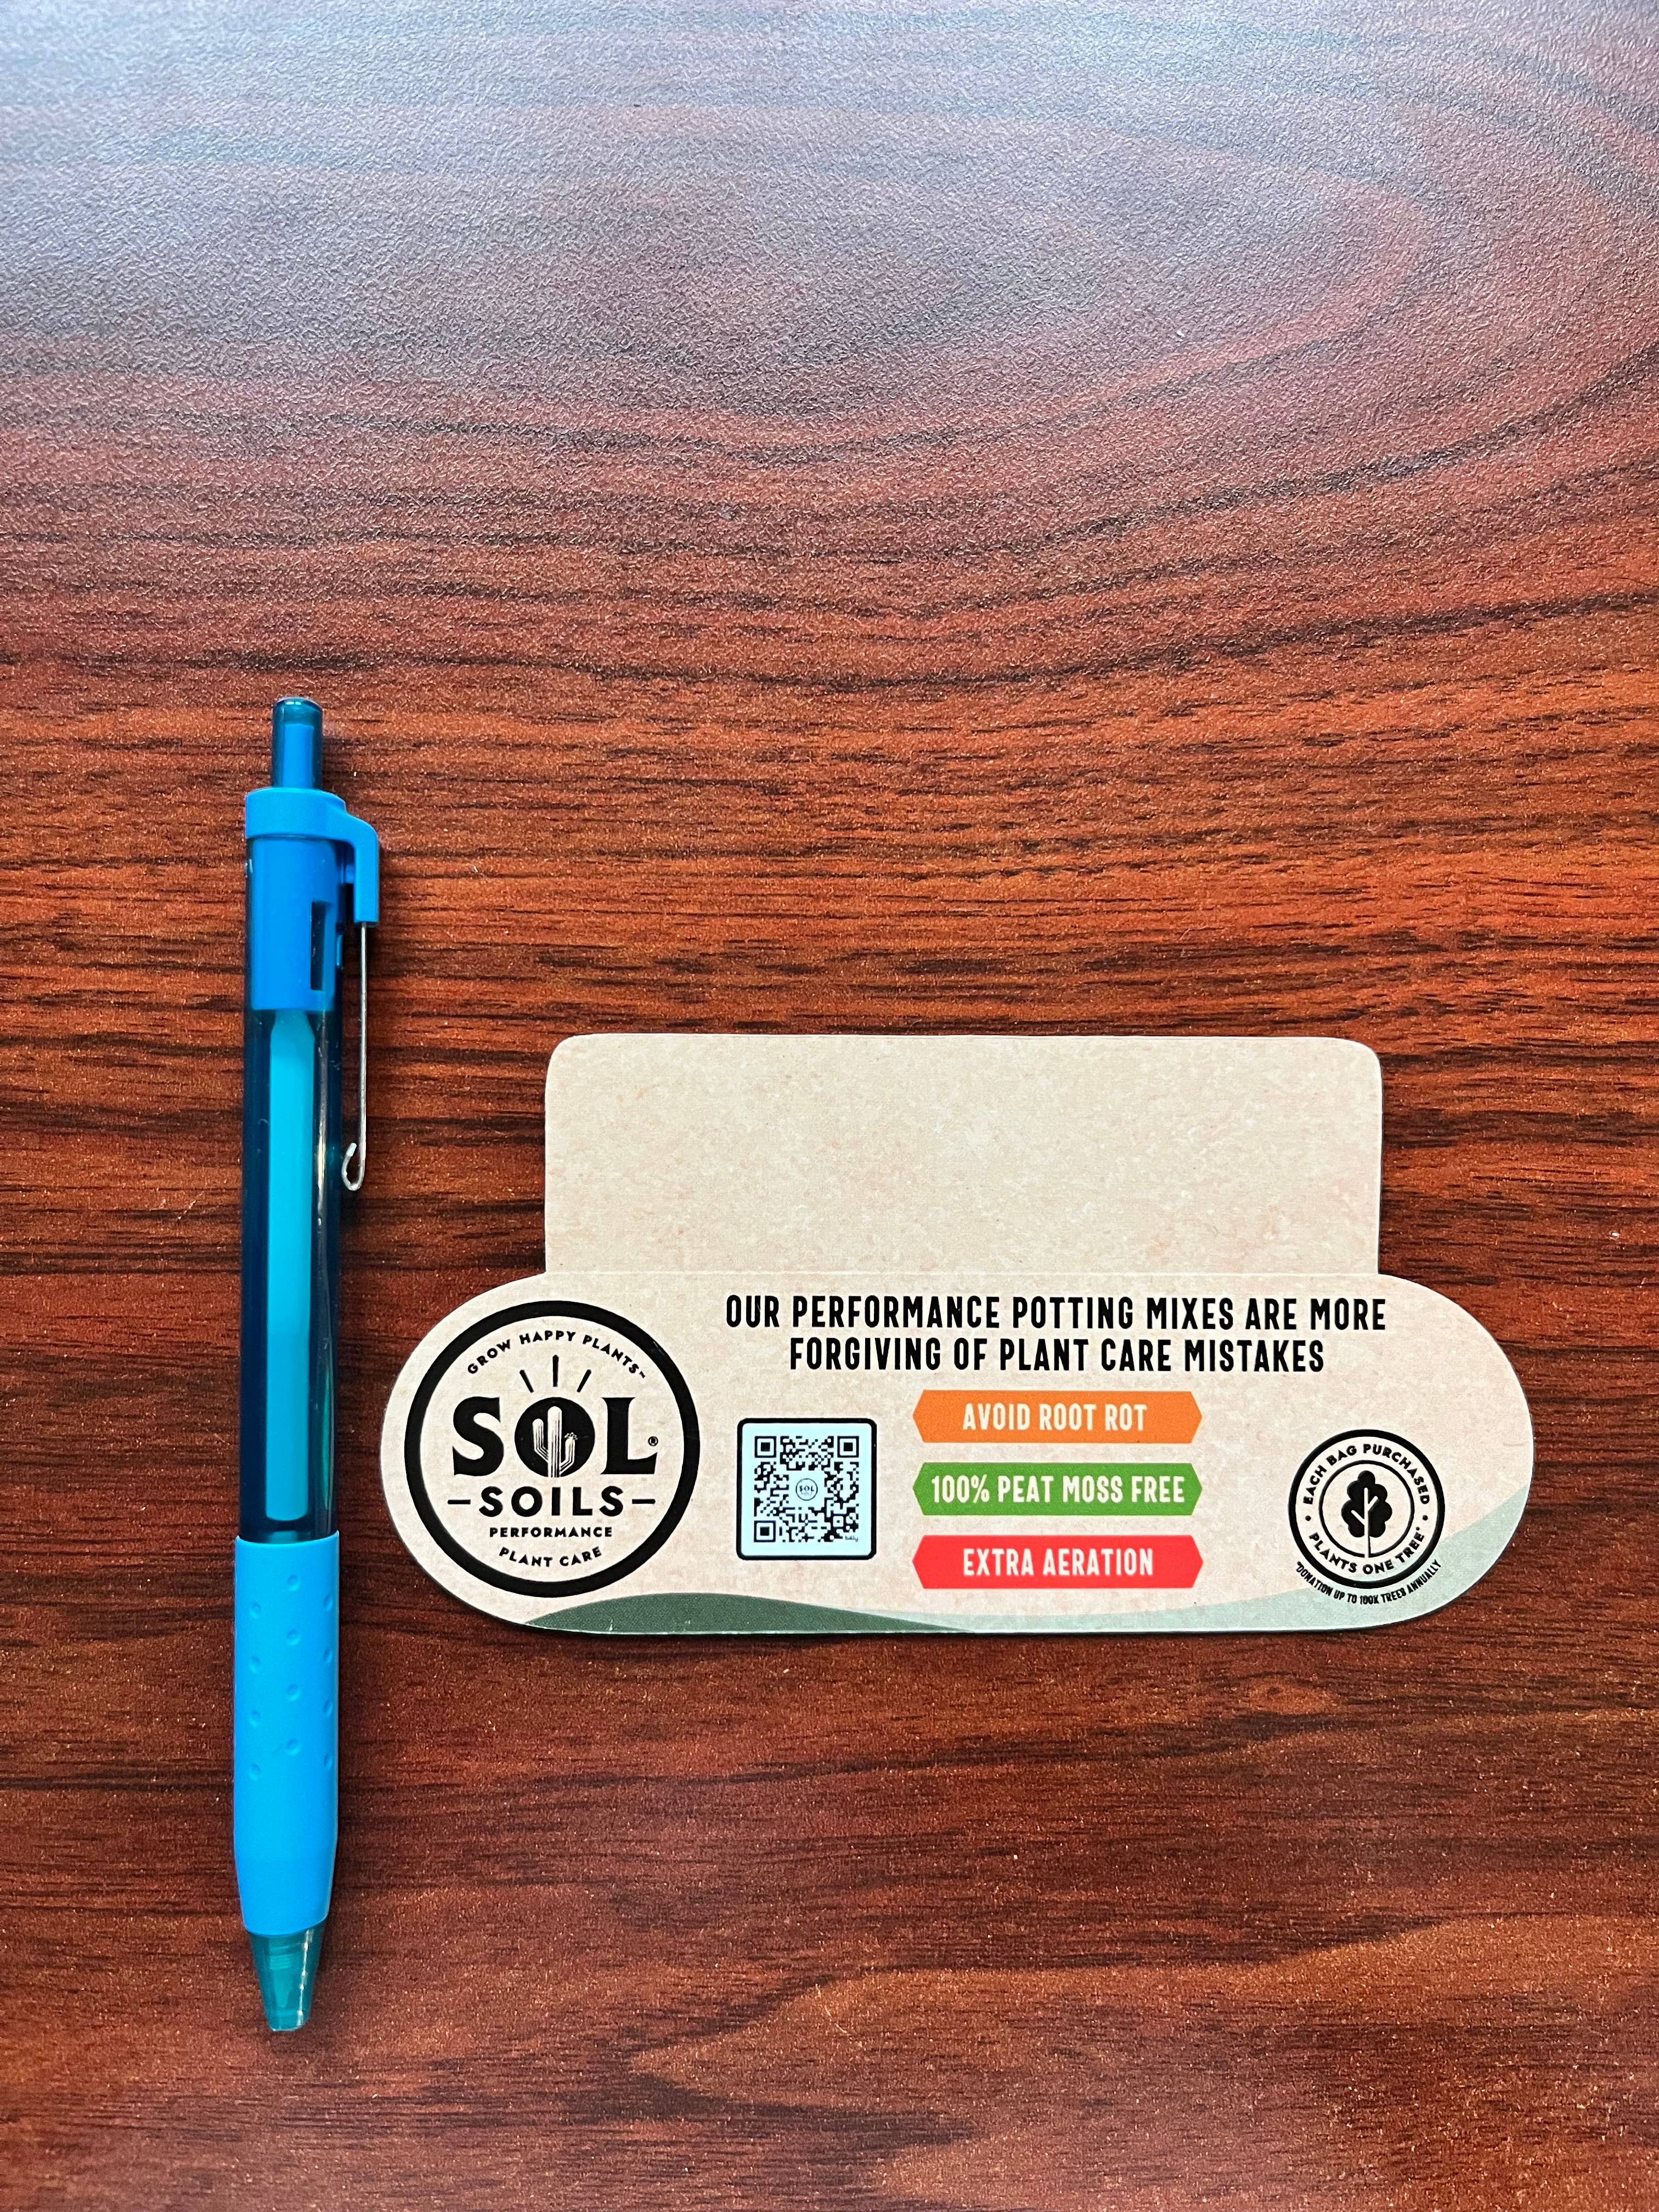 OUR PERFORMANCE POTTING MIXES ARE MORE
FORGIVING OF PLANT CARE MISTAKES
GROW HAPPY PLANTS™
SOL®
SOILS
PERFORMANCE
PLANT CARE
SOL
AVOID ROOT ROT
100% PEAT MOSS FREE
EXTRA AERATION
EACH BAG PURCHASED
PLANTS ONE TREE*
*DONATION UP TO 100K TREES ANNUALLY